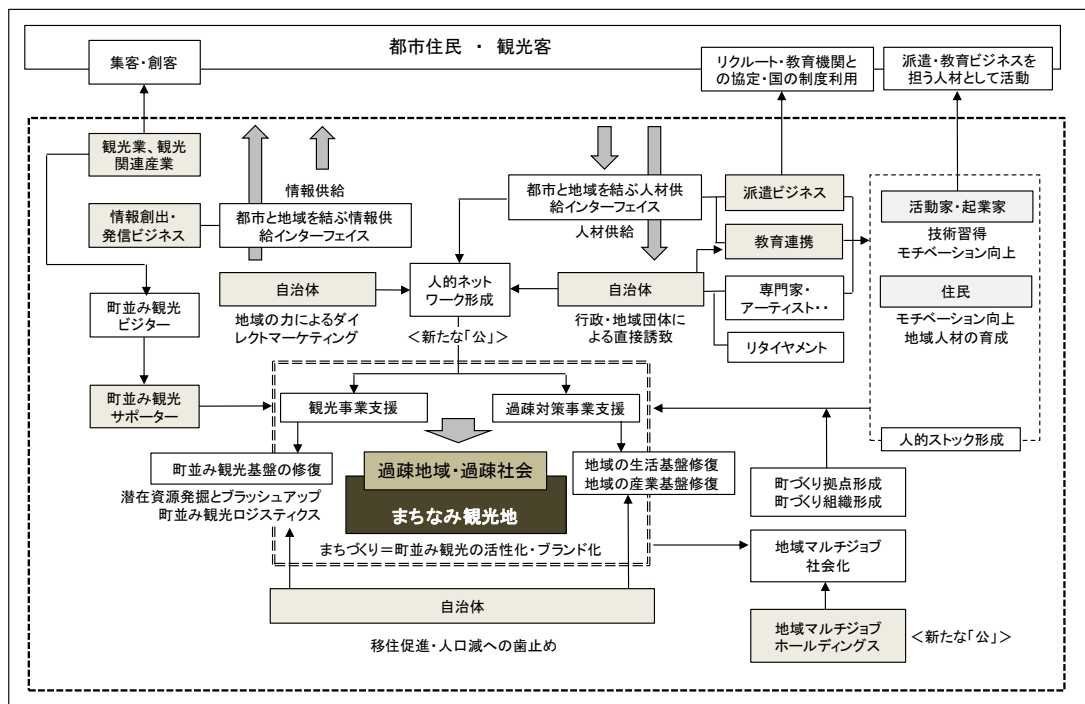 都市住民 ・ 観光客
集客・創客
リクルート・教育機関と
の協定・国の制度利用
派遣・教育ビジネスを
担う人材として活動
観光業、観光
関連産業
情報供給
都市と地域を結ぶ情報供
給インターフェイス
情報創出・
発信ビジネス
都市と地域を結ぶ人材供
給インターフェイス
人材供給
派遣ビジネス
教育連携
活動家・起業家
技術習得
モチベーション向上
住民
モチベーション向上
地域人材の育成
人的ストック形成
自治体
地域の力によるダイ
レクトマーケティング
人的ネット
ワーク形成
＜新たな「公」＞
自治体
行政・地域団体に
よる直接誘致
専門家・
アーティスト・・
リタイヤメント
町並み観光
ビジター
町並み観光
サポーター
観光事業支援
過疎対策事業支援
町並み観光基盤の修復
潜在資源発掘とブラッシュアップ
町並み観光ロジスティクス
過疎地域・過疎社会
まちなみ観光地
地域の生活基盤修復
地域の産業基盤修復
まちづくり＝町並み観光の活性化・ブランド化
町づくり拠点形成
町づくり組織形成
地域マルチジョブ
社会化
自治体
移住促進・人口減への歯止め
地域マルチジョブ
ホールディングス
＜新たな「公」＞